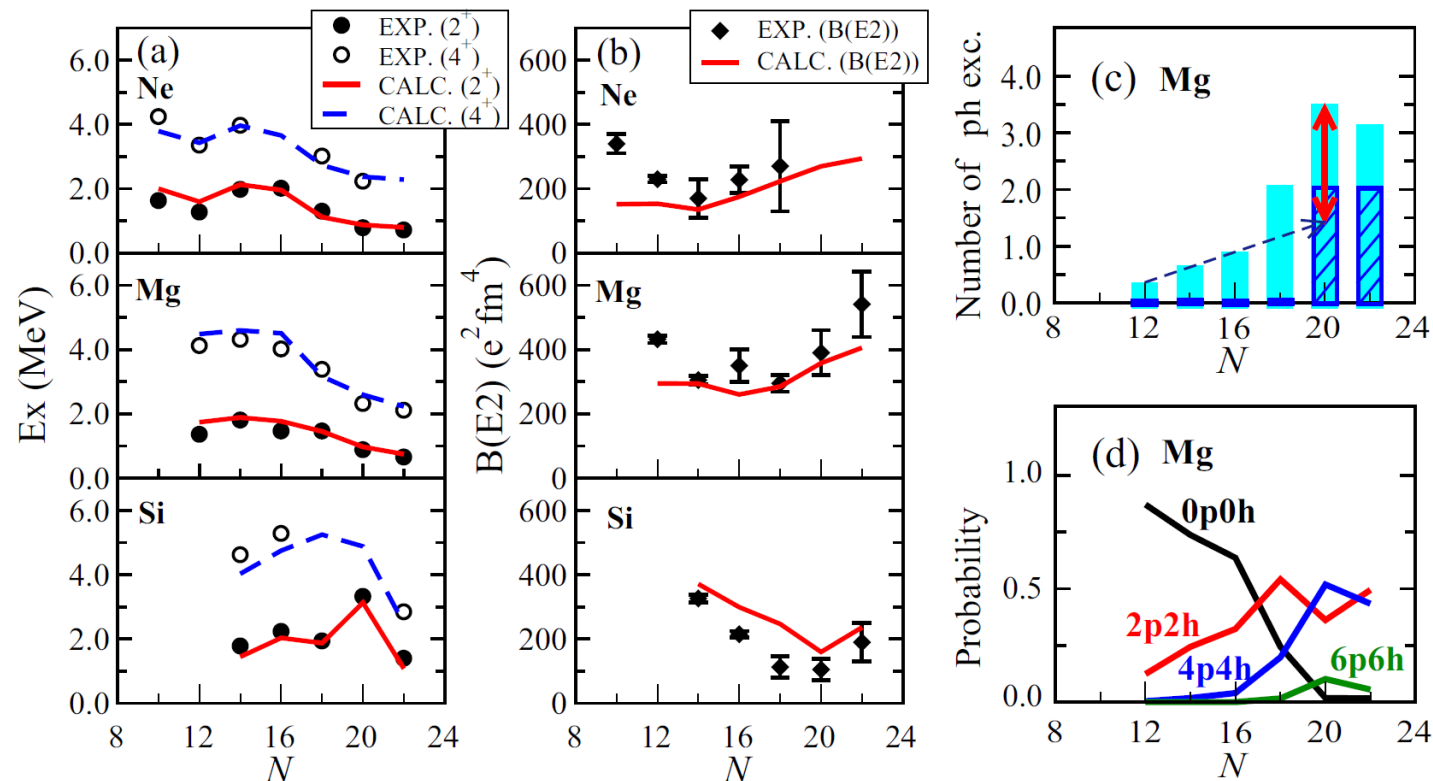 (a)
EXP. (2⁺)
EXP. (4⁺)
CALC. (2⁺)
CALC. (4⁺)
Ex (MeV)
Ne
6.0
4.0
2.0
0.0
Mg
6.0
4.0
2.0
0.0
Si
6.0
4.0
2.0
0.0
8 12 16 20 24
N
(b)
EXP. (B(E2))
CALC. (B(E2))
B(E2) (e²fm⁴)
Ne
600
400
200
0
Mg
600
400
200
0
Si
600
400
200
0
8 12 16 20 24
N
(c) Mg
Number of ph exc.
4.0
3.0
2.0
1.0
0.0
8 12 16 20 24
N
(d) Mg
Probability
1.0
0.5
0.0
0p0h
2p2h
4p4h
6p6h
8 12 16 20 24
N